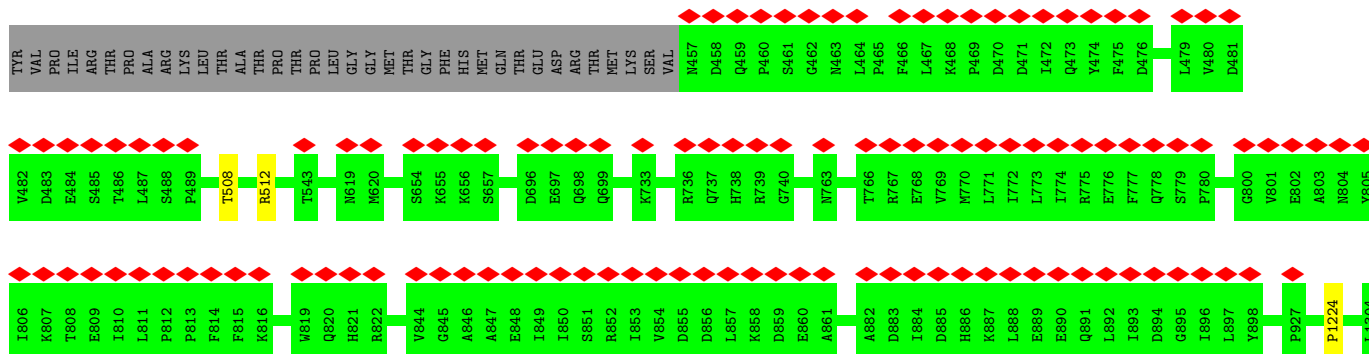 TYR VAL PRO ILE ARG THR PRO ALA ARG LYS LEU THR ALA THR PRO THR PRO LEU GLY GLY MET THR GLY PHE HIS MET GLN THR GLU ASP ARG THR MET LYS SER VAL N457 D458 Q459 P460 S461 G462 N463 L464 P465 F466 L467 K468 P469 D470 D471 I472 Q473 Y474 F475 D476 L479 V480 D481
V482 D483 E484 S485 T486 L487 S488 P489 T508 R512 T543 N619 M620 S654 K655 K656 S657 D696 E697 Q698 Q699 K733 R736 Q737 H738 R739 G740 N763 T766 R767 E768 V769 M770 L771 I772 L773 I774 R775 E776 F777 Q778 S779 P780 G800 V801 E802 A803 N804 Y805
I806 K807 T808 E809 I810 L811 P812 P813 F814 F815 K816 W819 Q820 H821 R822 V844 G845 A846 A847 E848 I849 I850 S851 R852 I853 V854 D855 D856 L857 K858 D859 E860 A861 A882 D883 I884 D885 H886 K887 L888 E889 E890 Q891 L892 I893 D894 G895 I896 L897 Y898 P927 P1224